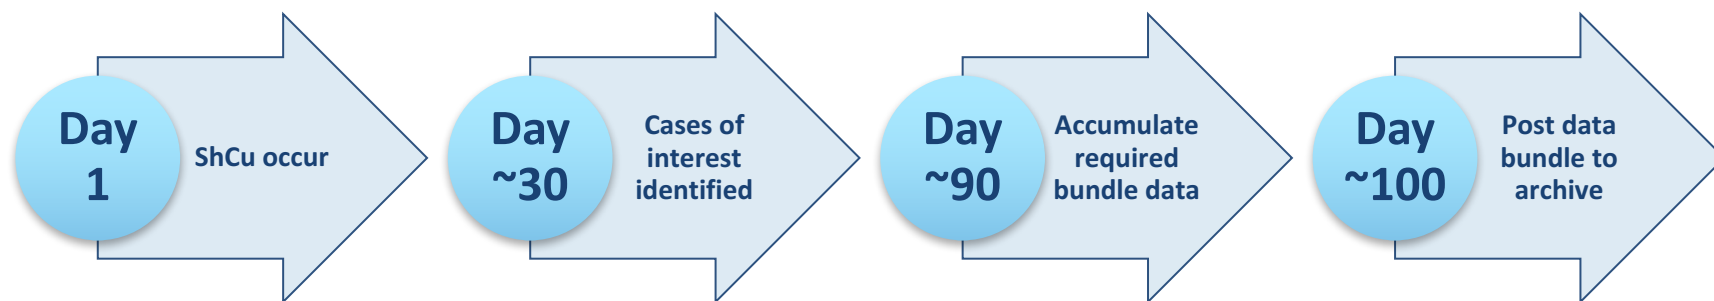 Day
1
ShCu occur
Day
~30
Cases of
interest
identified
Day
~90
Accumulate
required
bundle data
Day
~100
Post data
bundle to
archive